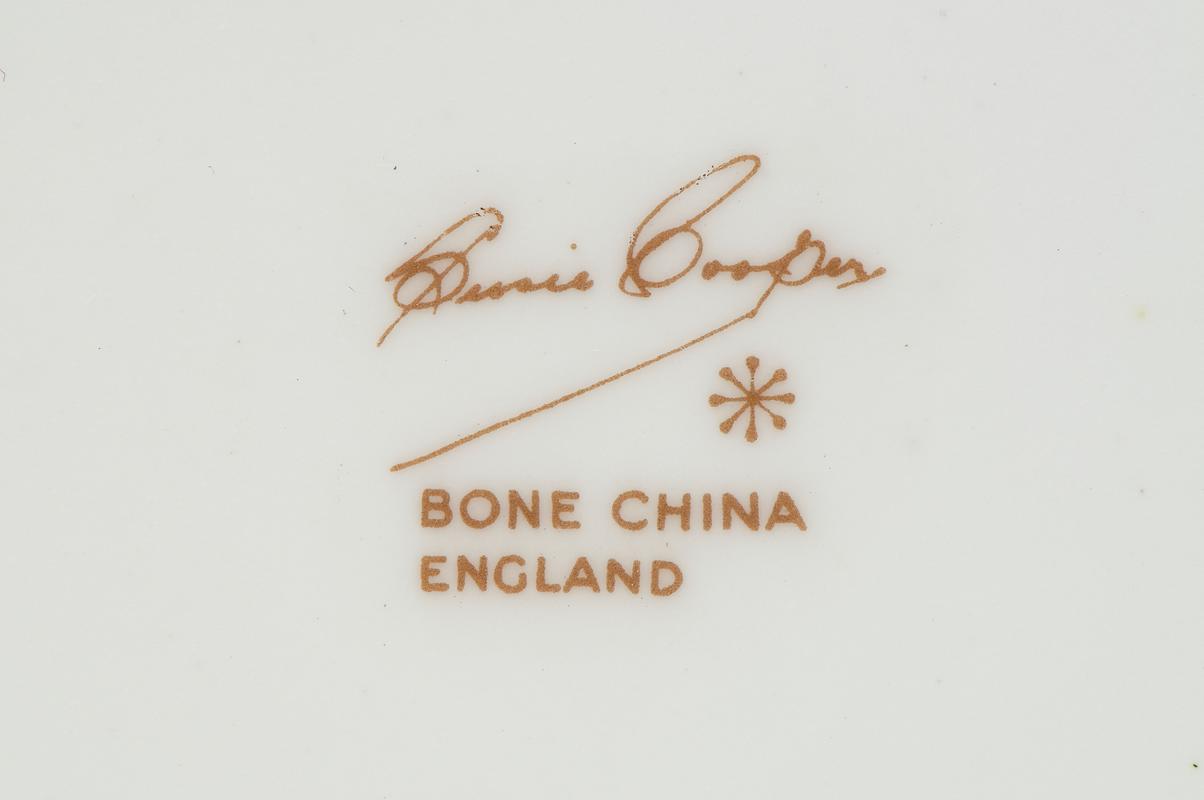 Susie Cooper
BONE CHINA
ENGLAND